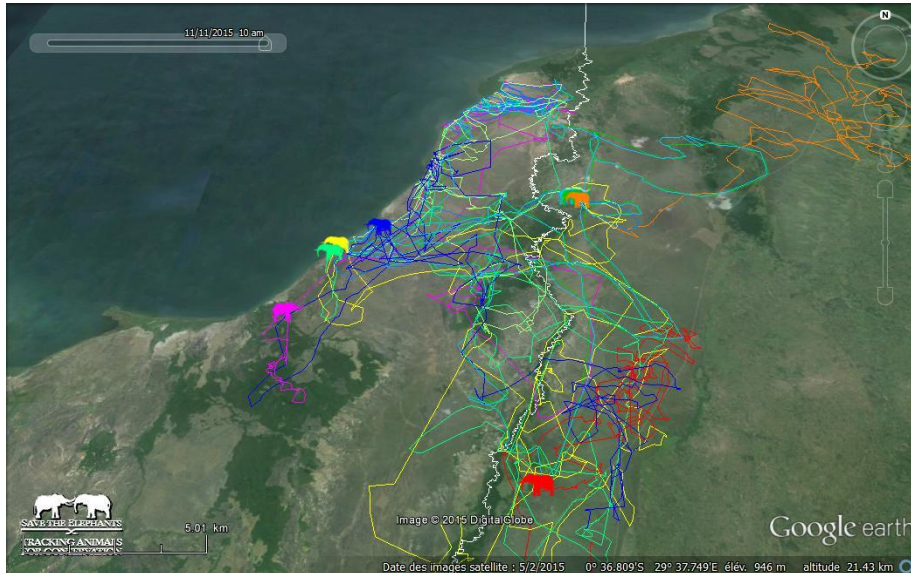 11/11/2015 10 am
N
SAVE THE ELEPHANTS
TRACKING ANIMALS
FOR CONSERVATION
5.01 km
Image © 2015 DigitalGlobe
Google earth
Date des images satellite : 5/2/2015 0° 36.809'S 29° 37.749'E élév. 946 m altitude 21.43 km